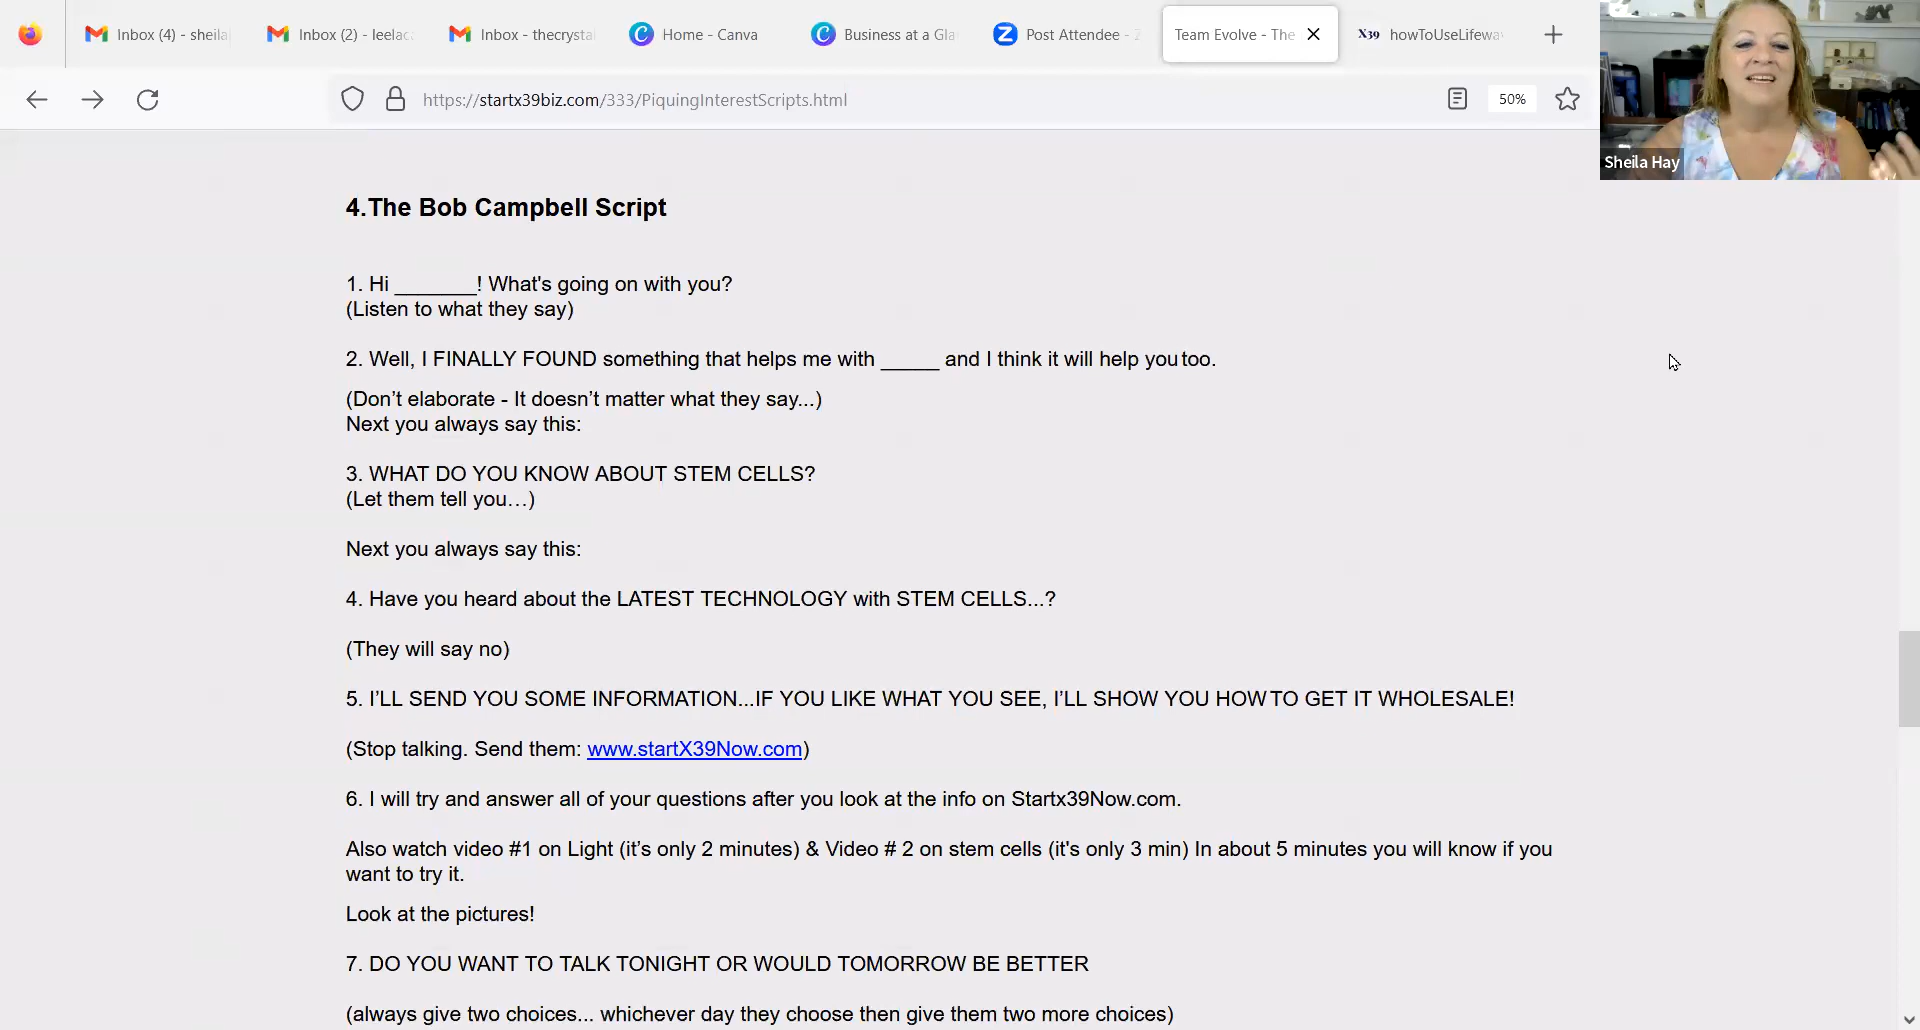 Inbox (4) - sheila
Inbox (2) - leelac
Inbox - thecrystal
Home - Canva
Business at a Gla
Post Attendee - Z
Team Evolve - The
X39 howToUseLifewa
https://startx39biz.com/333/PiquingInterestScripts.html
50%
Sheila Hay
4.The Bob Campbell Script
1. Hi _______! What's going on with you?
(Listen to what they say)
2. Well, I FINALLY FOUND something that helps me with _____ and I think it will help you too.
(Don’t elaborate - It doesn’t matter what they say...)
Next you always say this:
3. WHAT DO YOU KNOW ABOUT STEM CELLS?
(Let them tell you…)
Next you always say this:
4. Have you heard about the LATEST TECHNOLOGY with STEM CELLS...?
(They will say no)
5. I’LL SEND YOU SOME INFORMATION...IF YOU LIKE WHAT YOU SEE, I’LL SHOW YOU HOW TO GET IT WHOLESALE!
(Stop talking. Send them: www.startX39Now.com)
6. I will try and answer all of your questions after you look at the info on Startx39Now.com.
Also watch video #1 on Light (it’s only 2 minutes) & Video # 2 on stem cells (it's only 3 min) In about 5 minutes you will know if you
want to try it.
Look at the pictures!
7. DO YOU WANT TO TALK TONIGHT OR WOULD TOMORROW BE BETTER
(always give two choices... whichever day they choose then give them two more choices)